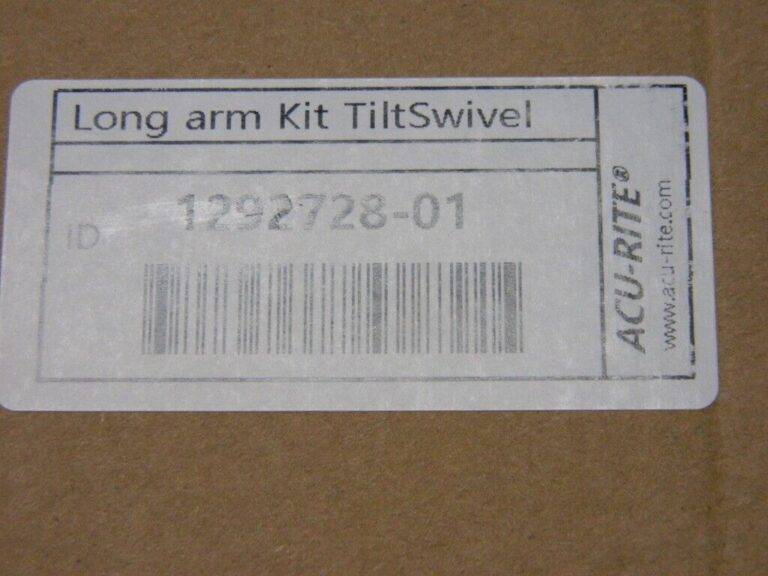 Long arm Kit TiltSwivel
ID 1292728-01
ACU-RITE®
www.acu-rite.com